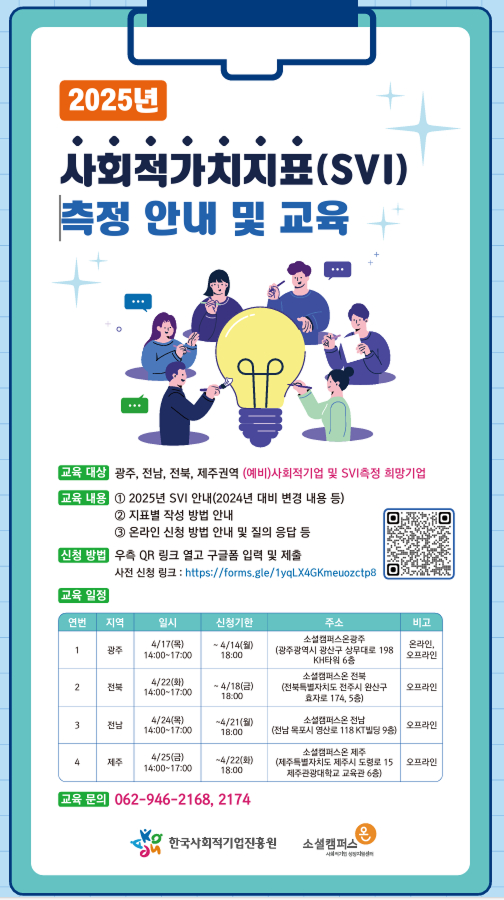 2025년
사회적가치지표(SVI)
측정 안내 및 교육
교육 대상 광주, 전남, 전북, 제주권역 (예비)사회적기업 및 SVI측정 희망기업
교육 내용 ① 2025년 SVI 안내(2024년 대비 변경 내용 등)
② 지표별 작성 방법 안내
③ 온라인 신청 방법 안내 및 질의 응답 등
신청 방법 우측 QR 링크 열고 구글폼 입력 및 제출
사전 신청 링크 : https://forms.gle/1yqLX4GKmeuozctp8
교육 일정
연번 지역 일시 신청기한 주소 비고
1 광주 4/17(목) 14:00~17:00 ~ 4/14(월) 18:00 소셜캠퍼스온광주 (광주광역시 광산구 상무대로 198 KH타워 6층 온라인, 오프라인
2 전북 4/22(화) 14:00~17:00 ~ 4/18(금) 18:00 소셜캠퍼스온 전북 (전북특별자치도 전주시 완산구 효자로 174, 5층) 오프라인
3 전남 4/24(목) 14:00~17:00 ~4/21(월) 18:00 소셜캠퍼스온 전남 (전남 목포시 영산로 118 KT빌딩 9층) 오프라인
4 제주 4/25(금) 14:00~17:00 ~4/22(화) 18:00 소셜캠퍼스온 제주 (제주특별자치도 제주시 도령로 15 제주관광대학교 교육관 6층) 오프라인
교육 문의 062-946-2168, 2174
한국사회적기업진흥원
소셜캠퍼스 온
사회적기업 성장지원센터